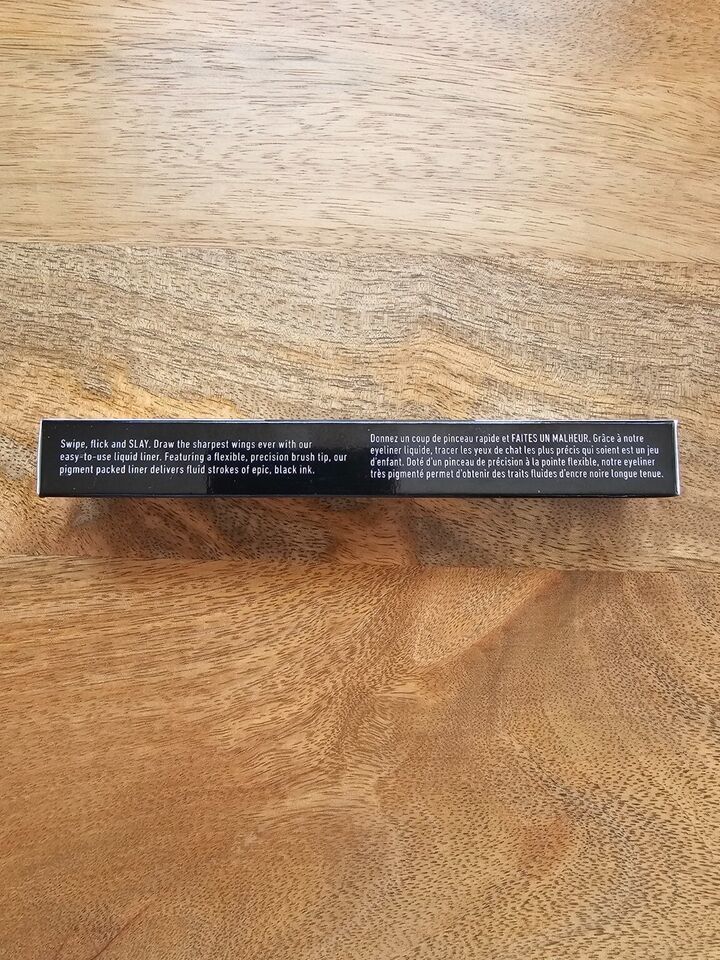 Swipe, flick and SLAY. Draw the sharpest wings ever with our
easy-to-use liquid liner. Featuring a flexible, precision brush tip, our
pigment packed liner delivers fluid strokes of epic, black ink.
Donnez un coup de pinceau rapide et FAITES UN MALHEUR. Grâce à notre
eyeliner liquide, tracer les yeux de chat les plus précis qui soient est un jeu
d'enfant. Doté d'un pinceau de précision à la pointe flexible, notre eyeliner
très pigmenté permet d'obtenir des traits fluides d'encre noire longue tenue.